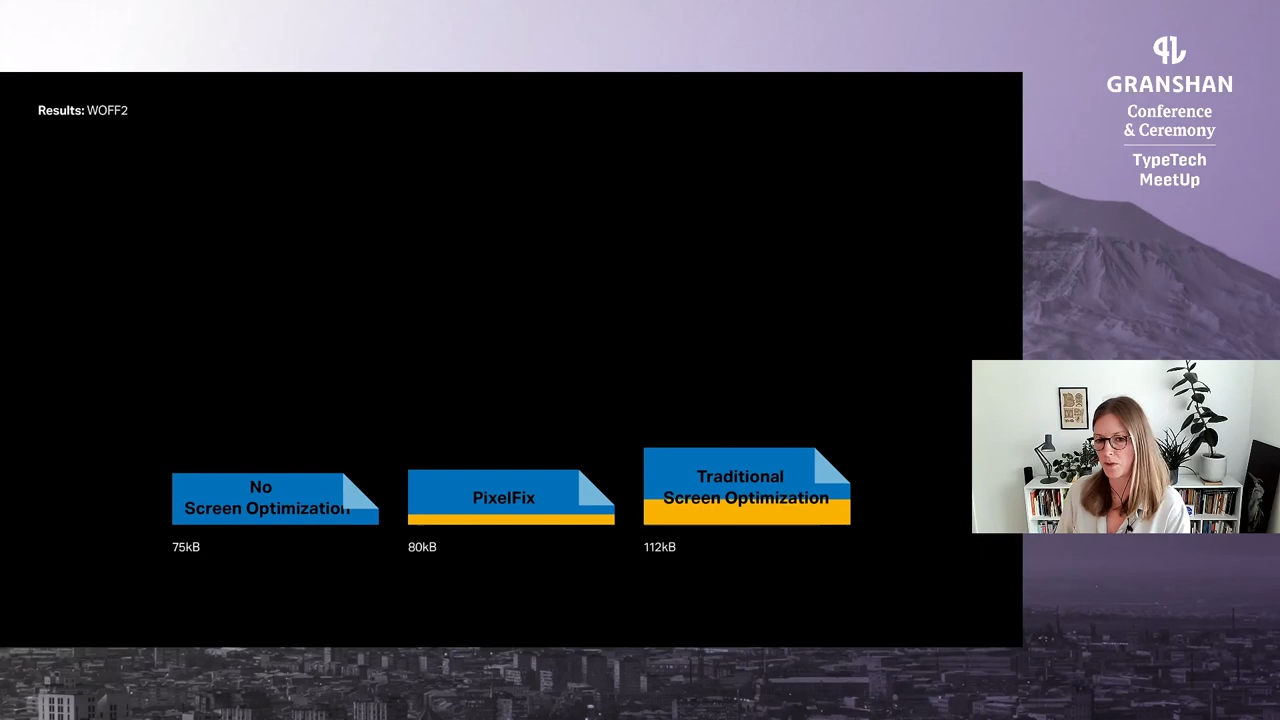 Results: WOFF2
GRANSHAN
Conference
& Ceremony
TypeTech
MeetUp
No
Screen Optimization
PixelFix
Traditional
Screen Optimization
75kB
80kB
112kB